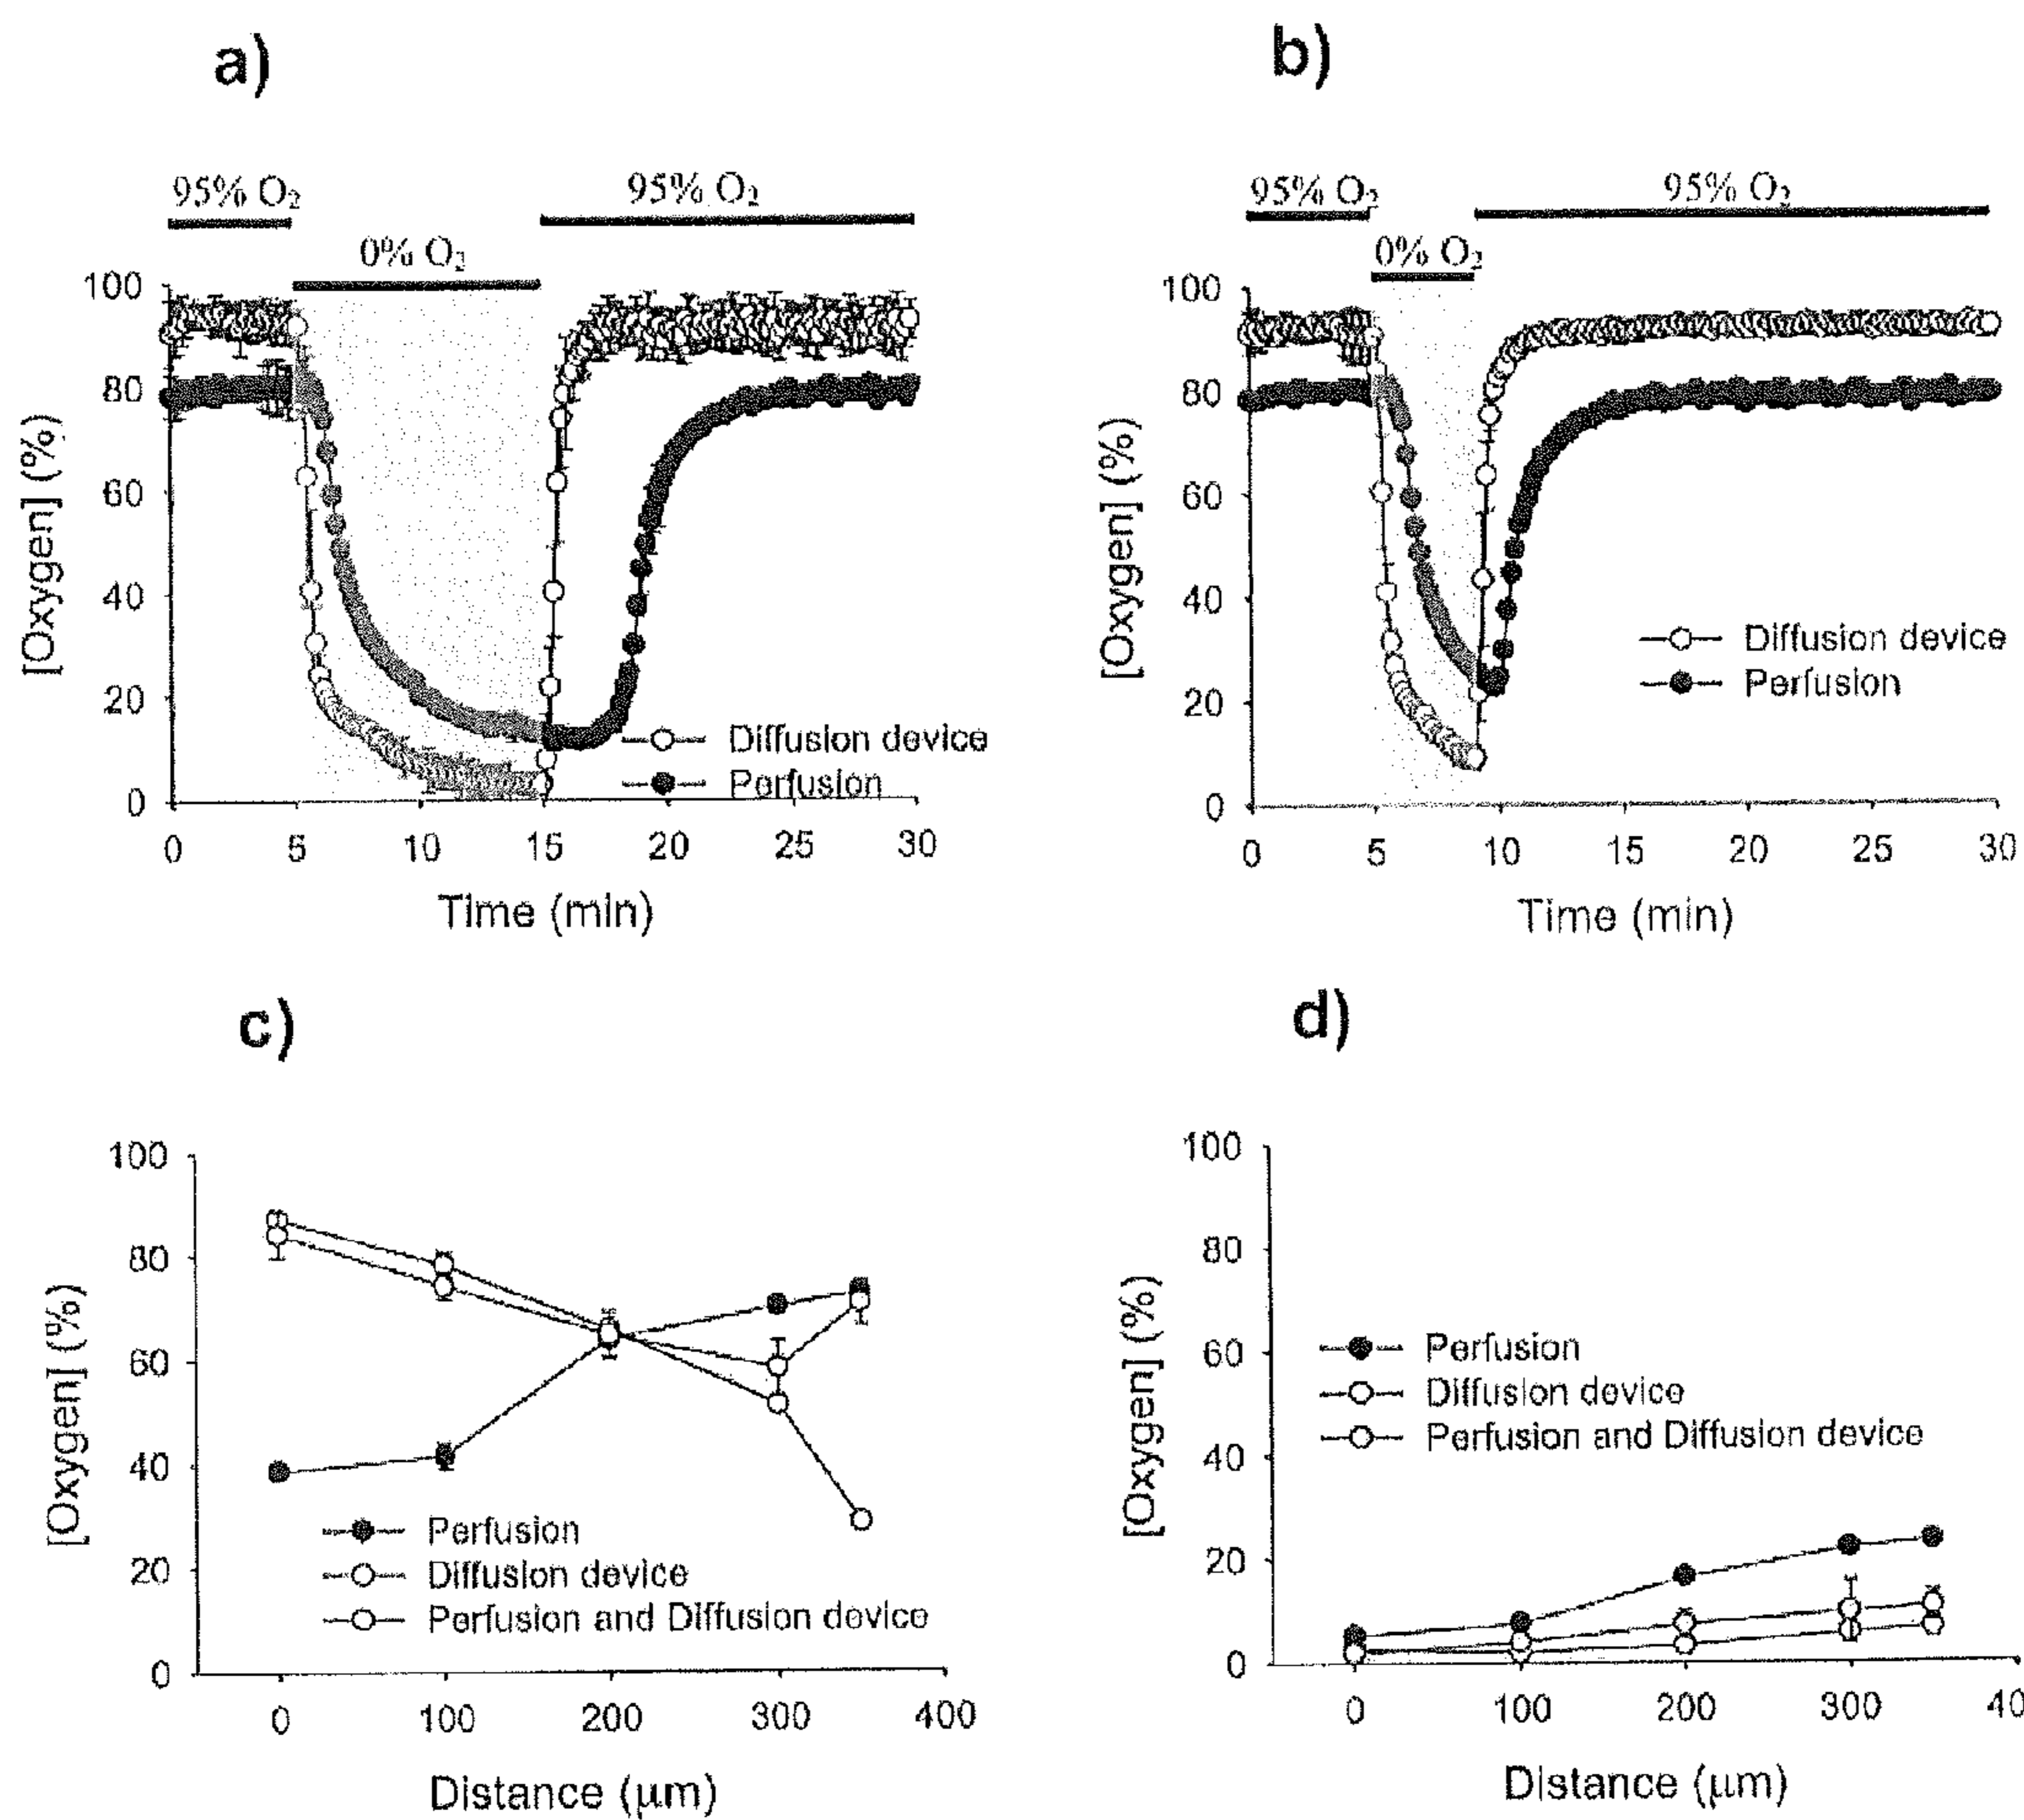 a)
95% O₂
95% O₂
0% O₂
100
80
60
40
20
0
[Oxygen] (%)
Diffusion device
Perfusion
0 5 10 15 20 25 30
Time (min)
b)
95% O₂
95% O₂
0% O₂
100
80
60
40
20
0
[Oxygen] (%)
Diffusion device
Perfusion
0 5 10 15 20 25 30
Time (min)
c)
100
80
60
40
20
0
[Oxygen] (%)
Perfusion
Diffusion device
Perfusion and Diffusion device
0 100 200 300 400
Distance (μm)
d)
100
80
60
40
20
0
[Oxygen] (%)
Perfusion
Diffusion device
Perfusion and Diffusion device
0 100 200 300 40
Distance (μm)